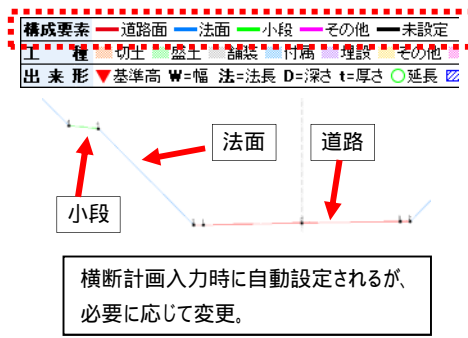 構成要素 道路面 法面 小段 その他 未設定
工種 切土 盛土 舗装 付属 埋設 その他
出来形 ▼基準高 W=幅 法=法長 D=深さ t=厚さ ○延長
法面
道路
小段
横断計画入力時に自動設定されるが、
必要に応じて変更。